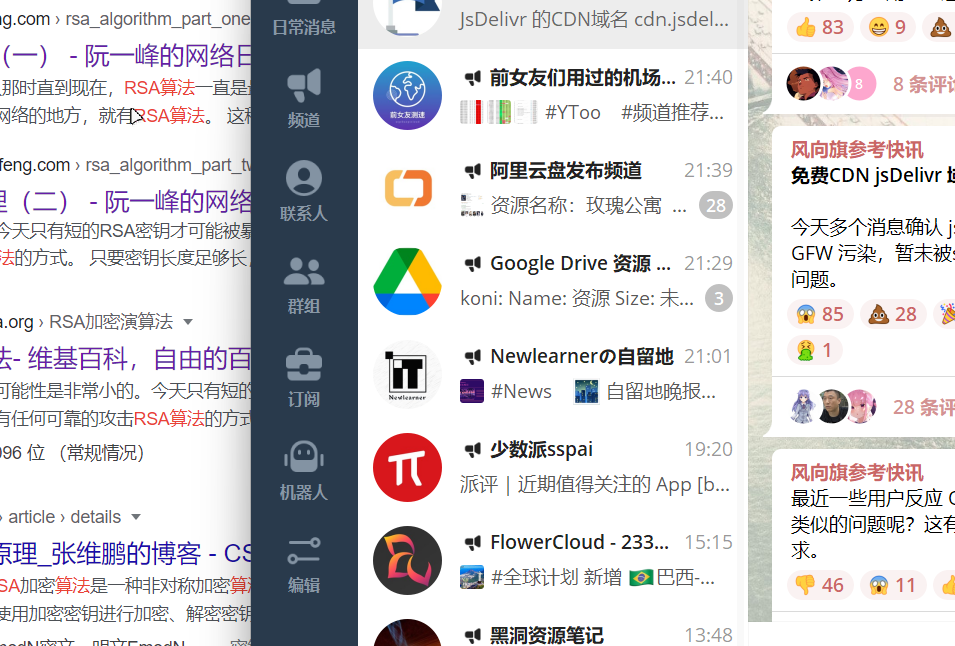 ng.com › rsa_algorithm_part_one
（一） - 阮一峰的网络日
那时直到现在，RSA算法一直是
网络的地方，就有RSA算法。 这种
feng.com › rsa_algorithm_part_tw
理（二） - 阮一峰的网络
今天只有短的RSA密钥才可能被暴
法的方式。 只要密钥长度足够长，
a.org › RSA加密演算法
法- 维基百科，自由的百
可能性是非常小的。今天只有短的
有任何可靠的攻击RSA算法的方式
096 位 （常规情况）
› article › details
原理_张维鹏的博客 - CS
SA加密算法是一种非对称加密算
使用加密密钥进行加密、解密密钥
日常消息
频道
联系人
群组
订阅
机器人
编辑
JsDelivr 的CDN域名 cdn.jsdel...
前女友们用过的机场... 21:40
前女友测速
#YToo #频道推荐...
阿里云盘发布频道 21:39
资源名称：玫瑰公寓 ... 28
Google Drive 资源 ... 21:29
koni: Name: 资源 Size: 未... 3
Newlearnerの自留地 21:01
Newlearner
#News 自留地晚报...
少数派sspai 19:20
派评 | 近期值得关注的 App [b...
FlowerCloud - 233... 15:15
#全球计划 新增 🇧🇷巴西-...
黑洞资源笔记 13:48
👍 83 😁 9 💩
8 8 条评论
风向旗参考快讯
免费CDN jsDelivr 域
今天多个消息确认 js
GFW 污染，暂未被s
问题。
😱 85 💩 28 🎉
🤮 1
28 条评
风向旗参考快讯
最近一些用户反应 C
类似的问题呢？这有
求。
👎 46 😱 11 👍